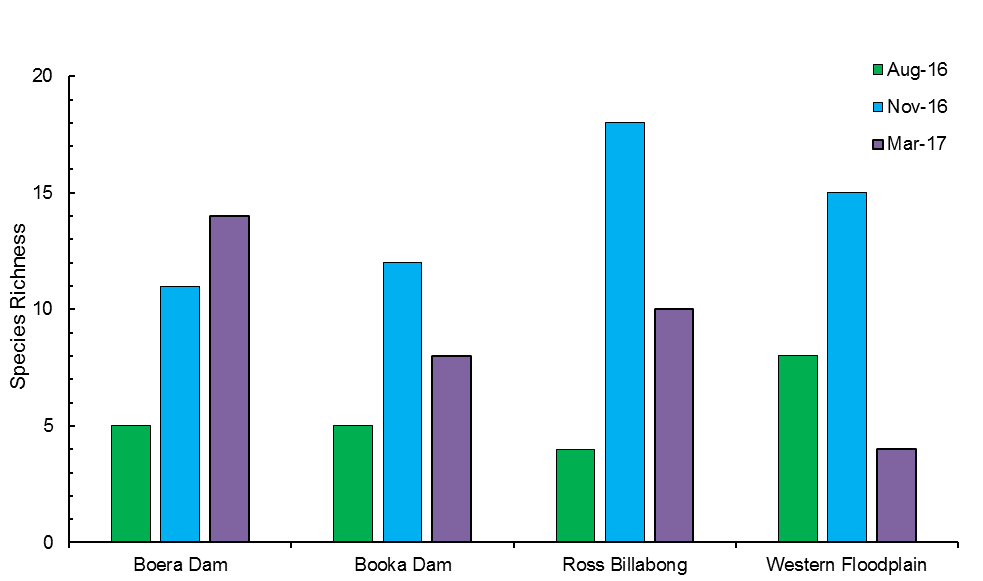 Aug-16
Nov-16
Mar-17
Species Richness
20
15
10
5
0
Boera Dam Booka Dam Ross Billabong Western Floodplain